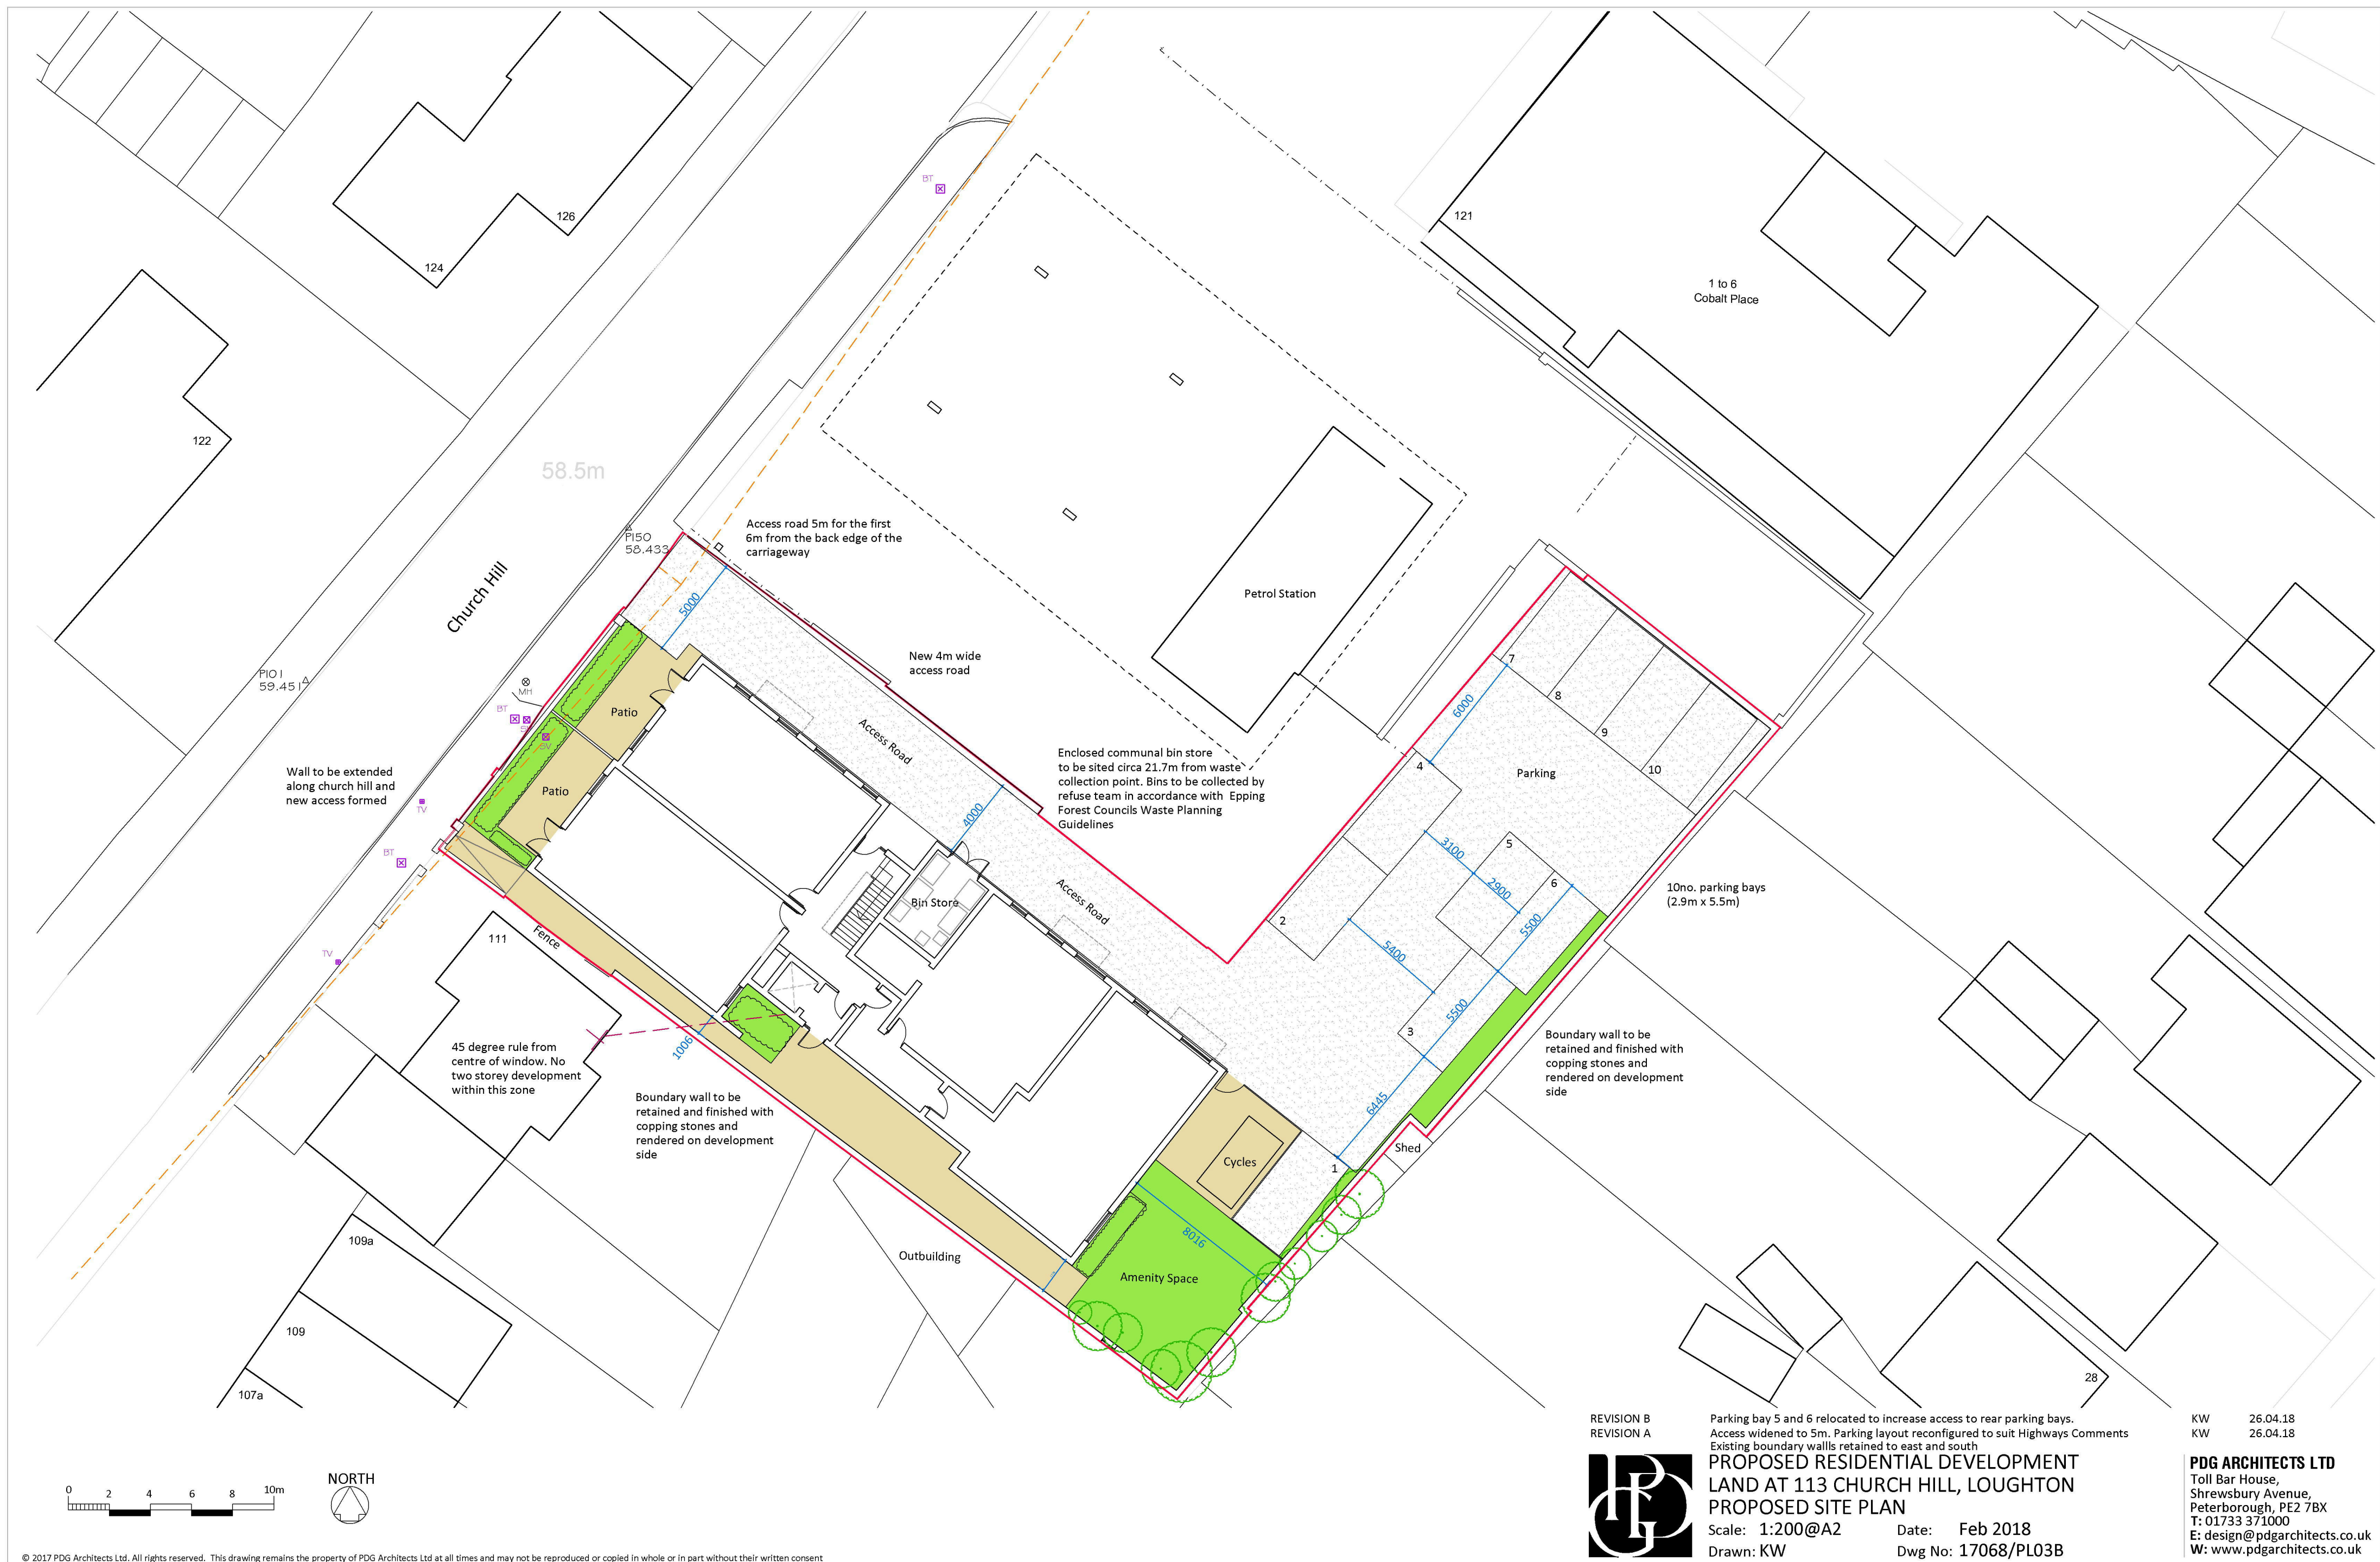 126
124
122
BT
121
1 to 6
Cobalt Place
58.5m
Church Hill
P150
58.433
P101
59.451
Access road 5m for the first
6m from the back edge of the
carriageway
5000
New 4m wide
access road
Petrol Station
MH
BT
SV
TV
BT
TV
Patio
Patio
Access Road
4000
Wall to be extended
along church hill and
new access formed
Enclosed communal bin store
to be sited circa 21.7m from waste
collection point. Bins to be collected by
refuse team in accordance with Epping
Forest Councils Waste Planning
Guidelines
6000
7
8
9
10
4
Parking
3100
5
2900
6
5500
2
5400
5500
3
6445
10no. parking bays
(2.9m x 5.5m)
Bin Store
Access Road
111
Fence
45 degree rule from
centre of window. No
two storey development
within this zone
1006
Boundary wall to be
retained and finished with
copping stones and
rendered on development
side
Boundary wall to be
retained and finished with
copping stones and
rendered on development
side
Shed
1
Cycles
8016
Amenity Space
Outbuilding
109a
109
107a
28
REVISION B Parking bay 5 and 6 relocated to increase access to rear parking bays. KW 26.04.18
REVISION A Access widened to 5m. Parking layout reconfigured to suit Highways Comments KW 26.04.18
Existing boundary wallls retained to east and south
PROPOSED RESIDENTIAL DEVELOPMENT
LAND AT 113 CHURCH HILL, LOUGHTON
PROPOSED SITE PLAN
Scale: 1:200@A2 Date: Feb 2018
Drawn: KW Dwg No: 17068/PL03B
PDG
PDG ARCHITECTS LTD
Toll Bar House,
Shrewsbury Avenue,
Peterborough, PE2 7BX
T: 01733 371000
E: design@pdgarchitects.co.uk
W: www.pdgarchitects.co.uk
0 2 4 6 8 10m
NORTH
© 2017 PDG Architects Ltd. All rights reserved. This drawing remains the property of PDG Architects Ltd at all times and may not be reproduced or copied in whole or in part without their written consent